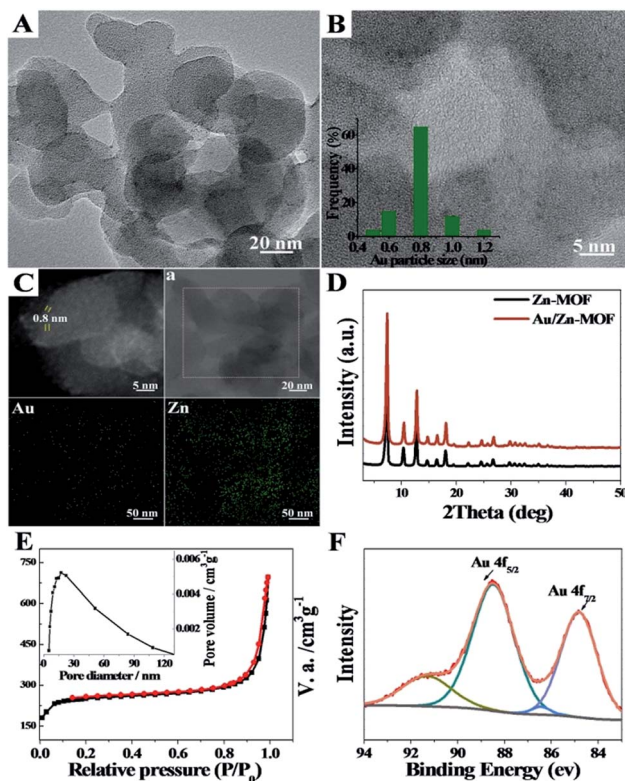 A
20 nm
B
Frequency (%)
60
40
20
0
0.4 0.6 0.8 1.0 1.2
Au particle size (nm)
5 nm
C
0.8 nm
5 nm
a
20 nm
Au
50 nm
Zn
50 nm
D
Intensity (a.u.)
Zn-MOF
Au/Zn-MOF
10 20 30 40 50
2Theta (deg)
E
750
600
450
300
150
0.006
0.004
0.002
0 30 60 90 120
Pore diameter / nm
Pore volume / cm³g⁻¹
V. a. /cm³g⁻¹
0.0 0.2 0.4 0.6 0.8 1.0
Relative pressure (P/P₀)
F
Intensity
Au 4f₅/₂
Au 4f₇/₂
94 92 90 88 86 84
Binding Energy (ev)